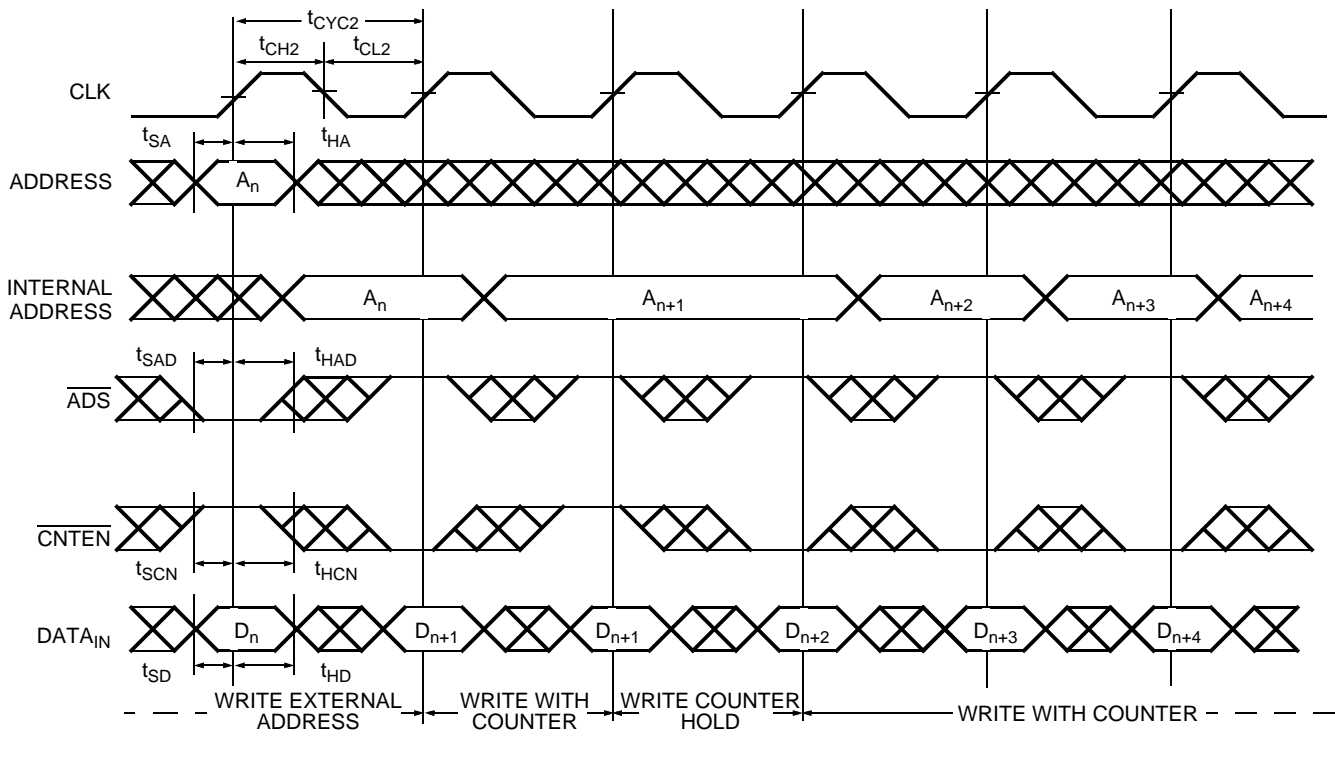 tCYC2
tCH2 tCL2
CLK
tSA tHA
ADDRESS An
INTERNAL ADDRESS An An+1 An+2 An+3 An+4
tSAD tHAD
ADS
CNTEN
tSCN tHCN
DATAIN Dn Dn+1 Dn+1 Dn+2 Dn+3 Dn+4
tSD tHD
WRITE EXTERNAL ADDRESS
WRITE WITH COUNTER
WRITE COUNTER HOLD
WRITE WITH COUNTER